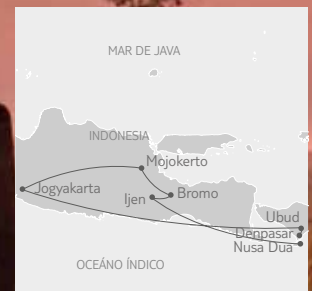 MAR DE JAVA
INDONESIA
Mojokerto
Jogyakarta
Ijen
Bromo
Ubud
Denpasar
Nusa Dua
OCEÁNO ÍNDICO